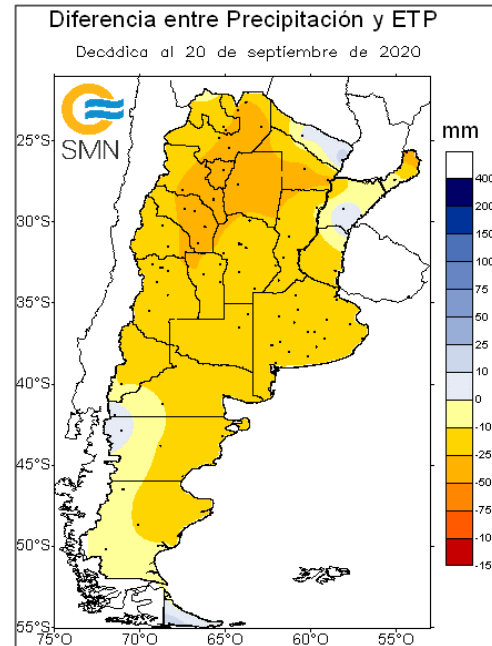 Diferencia entre Precipitación y ETP
Decádica al 20 de septiembre de 2020
SMN
mm
400
200
150
100
75
50
25
10
0
-10
-25
-50
-75
-10
-15
25°S
30°S
35°S
40°S
45°S
50°S
55°S
75°O
70°O
65°O
60°O
55°O